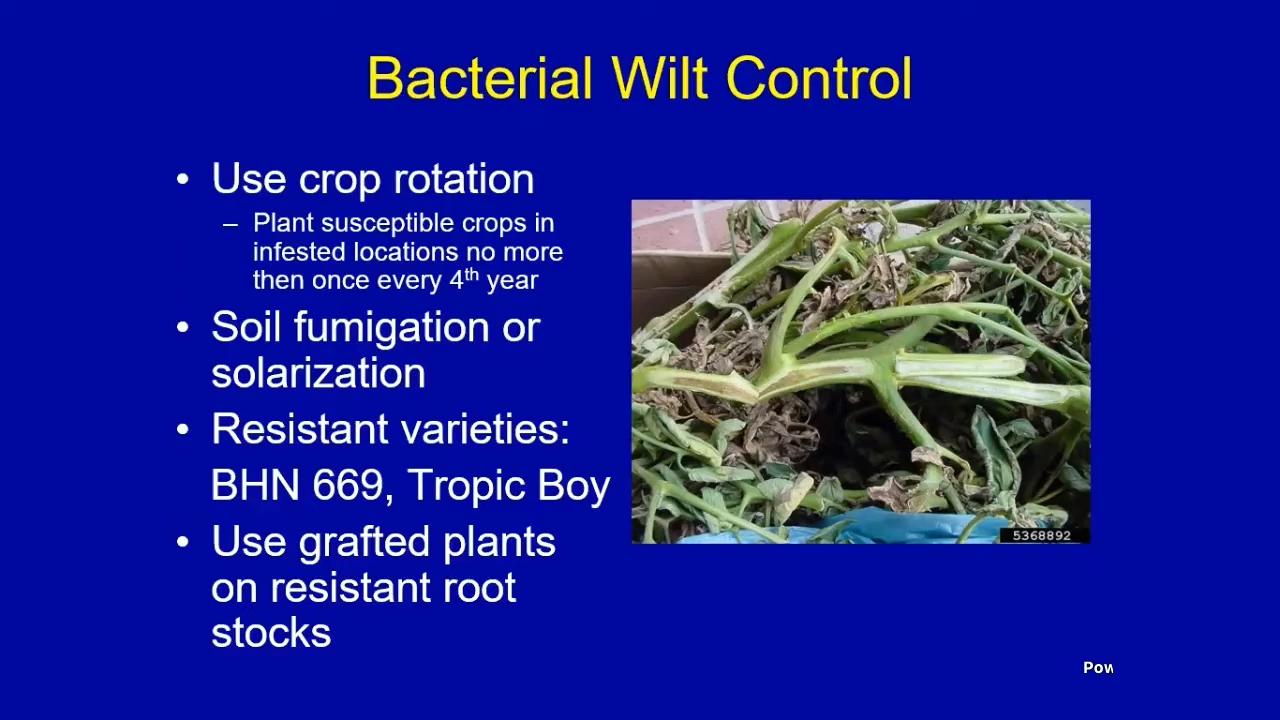 Bacterial Wilt Control
• Use crop rotation
– Plant susceptible crops in
infested locations no more
then once every 4th year
• Soil fumigation or
solarization
• Resistant varieties:
BHN 669, Tropic Boy
• Use grafted plants
on resistant root
stocks
5368892
Pow